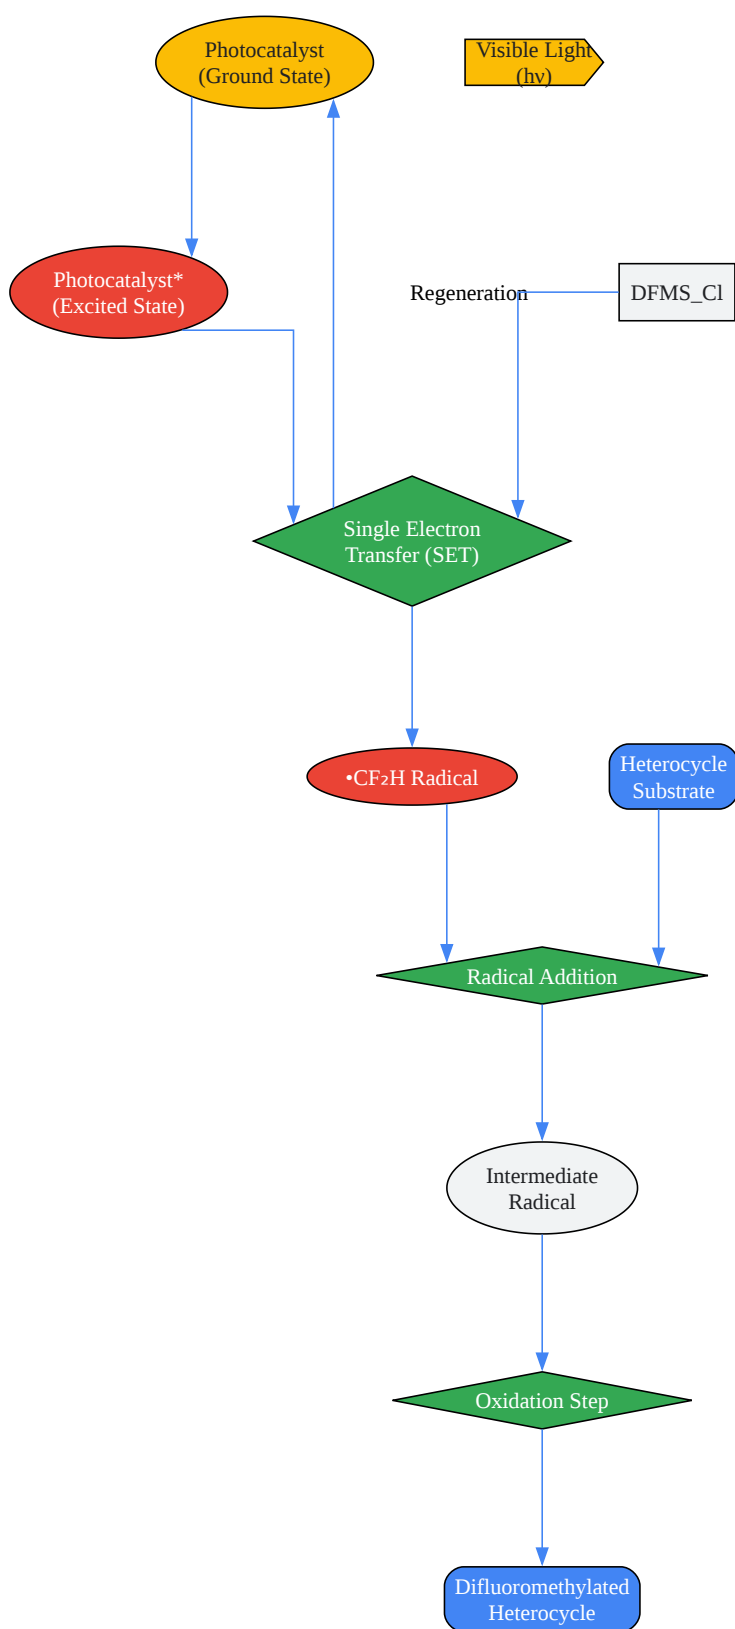 Photocatalyst
(Ground State)
Visible Light
(hν)
Photocatalyst*
(Excited State)
Regeneration
DFMS_Cl
Single Electron
Transfer (SET)
•CF₂H Radical
Heterocycle
Substrate
Radical Addition
Intermediate
Radical
Oxidation Step
Difluoromethylated
Heterocycle